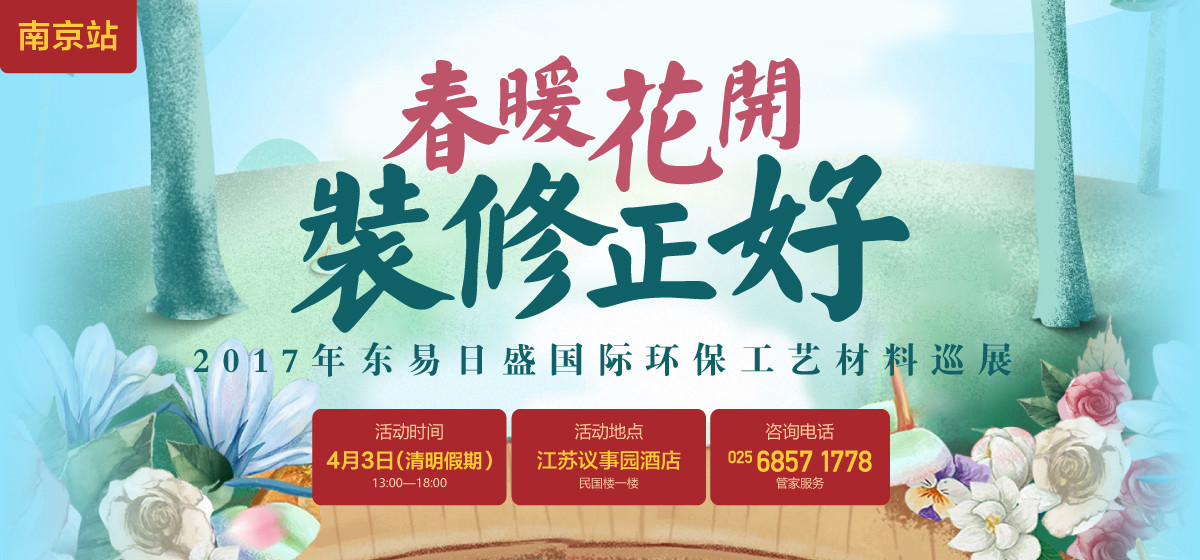 南京站
春暖花開
裝修正好
2017年东易日盛国际环保工艺材料巡展
活动时间
4月3日(清明假期)
13:00—18:00
活动地点
江苏议事园酒店
民国楼一楼
咨询电话
025 6857 1778
管家服务